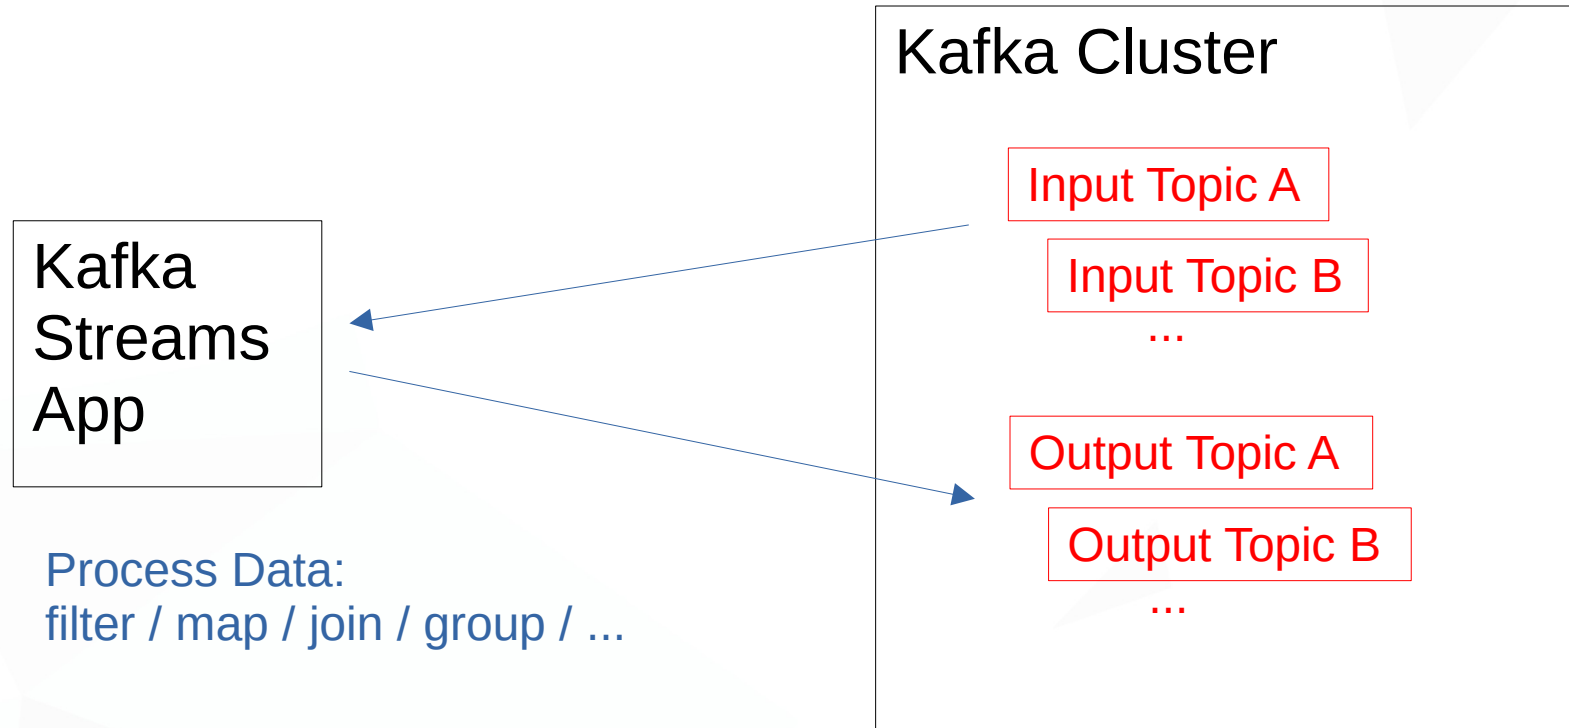 Kafka Cluster
Input Topic A
Input Topic B
...
Kafka
Streams
App
Output Topic A
Output Topic B
...
Process Data:
filter / map / join / group / ...